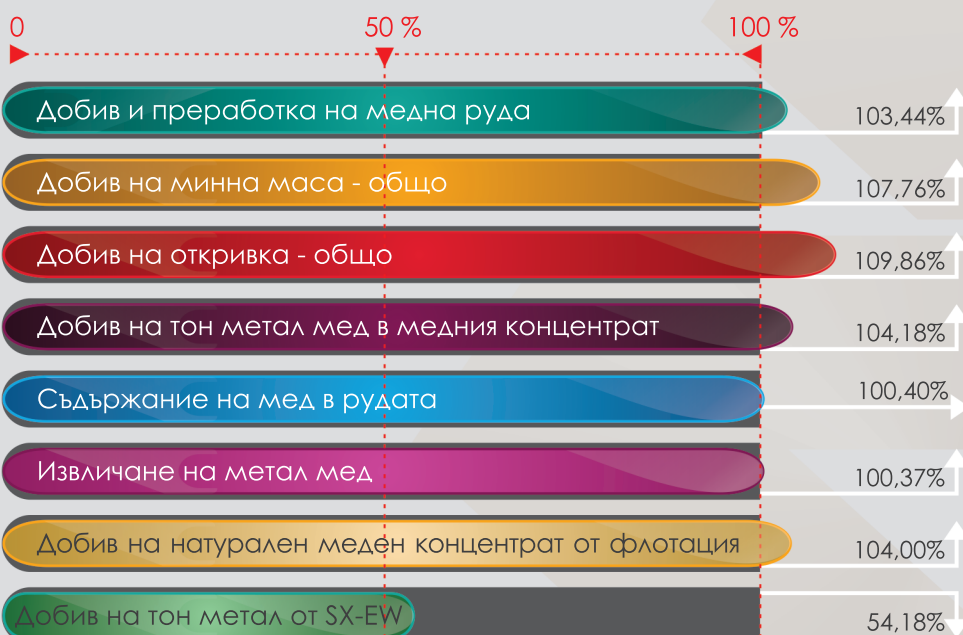 0 50 % 100 %
Добив и преработка на медна руда 103,44%
Добив на минна маса - общо 107,76%
Добив на откривка - общо 109,86%
Добив на тон метал мед в медния концентрат 104,18%
Съдържание на мед в рудата 100,40%
Извличане на метал мед 100,37%
Добив на натурален меден концентрат от флотация 104,00%
Добив на тон метал от SX-EW 54,18%